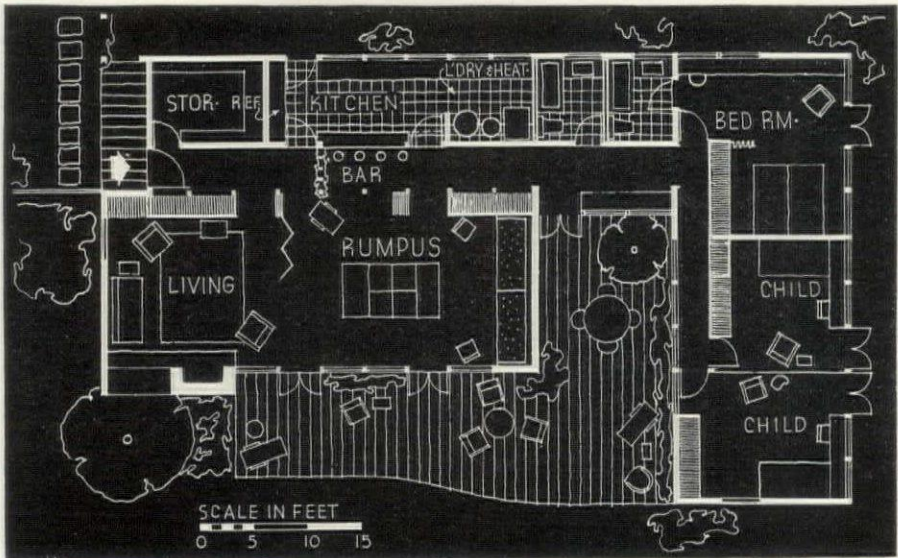 STOR· REF.
KITCHEN
L'DRY & HEAT·
BED RM·
BAR
RUMPUS
LIVING
CHILD
CHILD
SCALE IN FEET
0 5 10 15